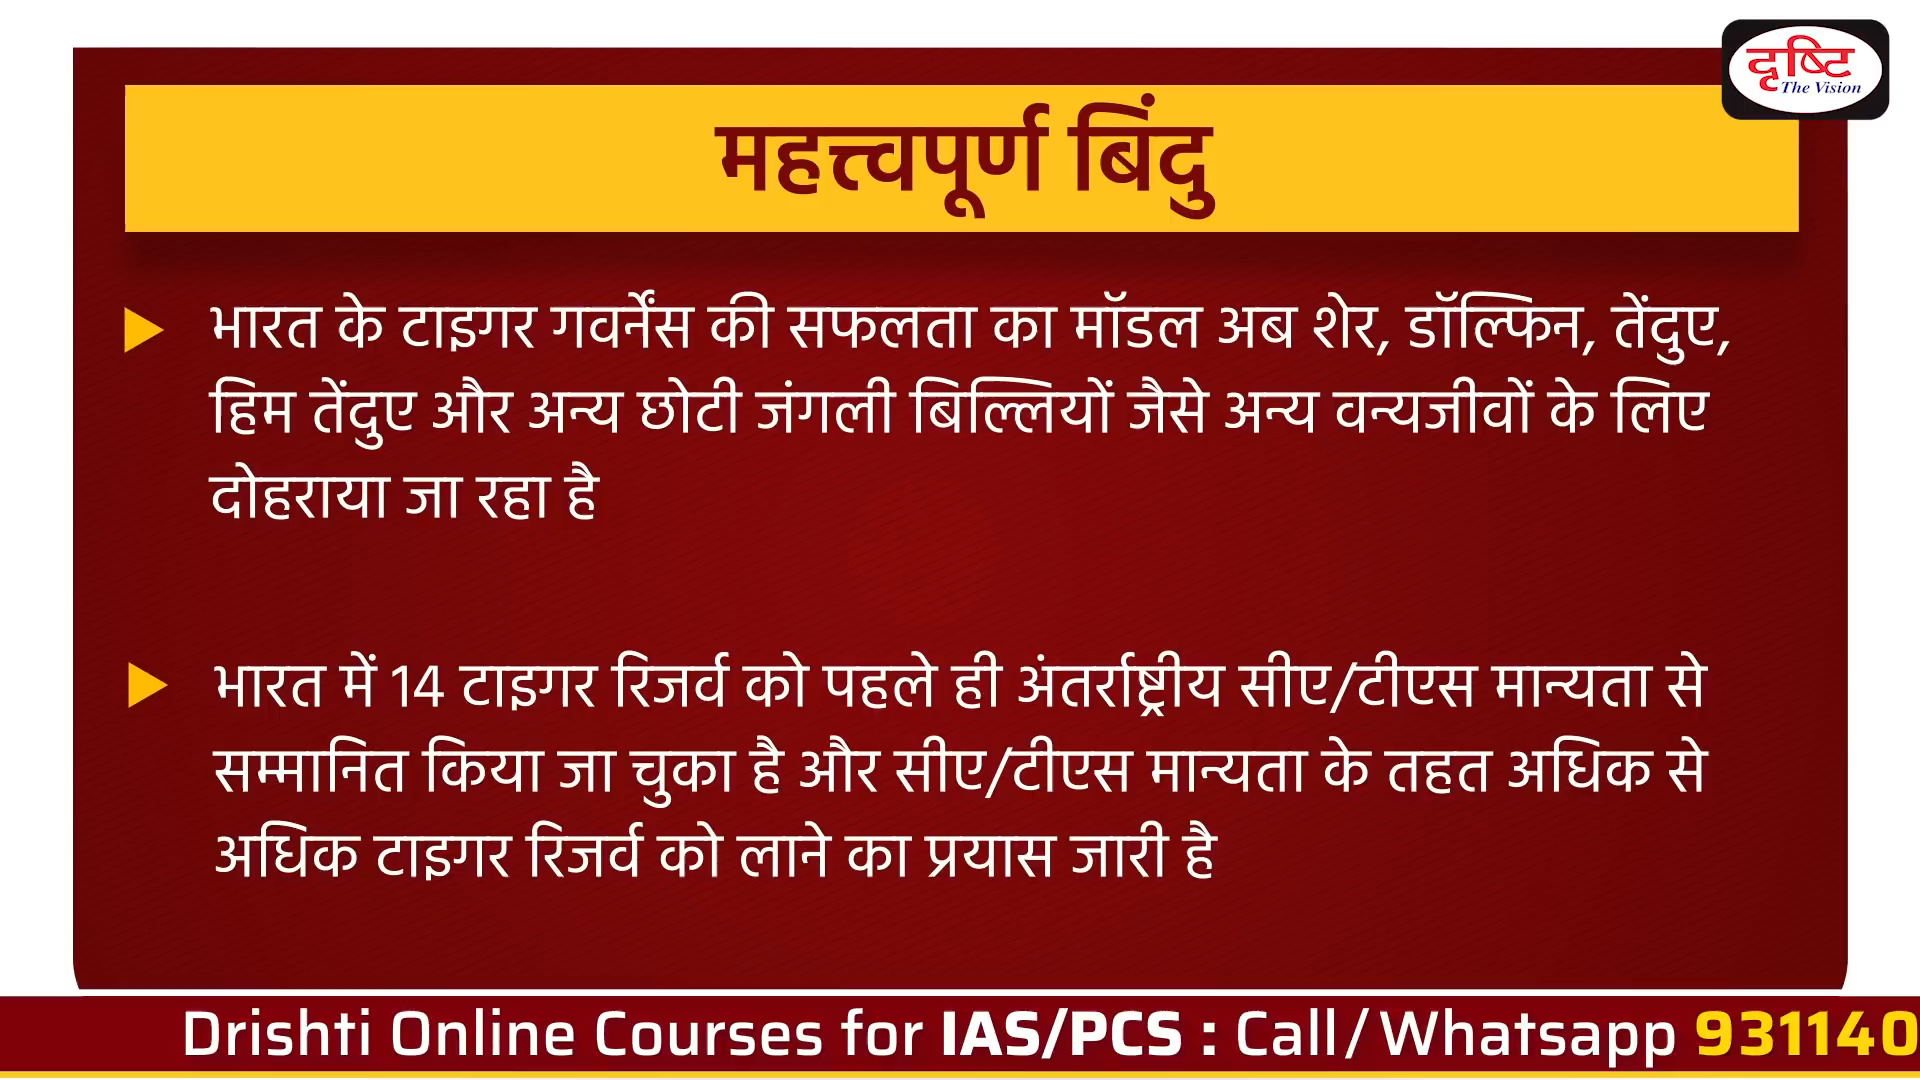 दृष्टि
The Vision
महत्त्वपूर्ण बिंदु
भारत के टाइगर गवर्नेंस की सफलता का मॉडल अब शेर, डॉल्फिन, तेंदुए,
हिम तेंदुए और अन्य छोटी जंगली बिल्लियों जैसे अन्य वन्यजीवों के लिए
दोहराया जा रहा है
भारत में 14 टाइगर रिजर्व को पहले ही अंतर्राष्ट्रीय सीए/टीएस मान्यता से
सम्मानित किया जा चुका है और सीए/टीएस मान्यता के तहत अधिक से
अधिक टाइगर रिजर्व को लाने का प्रयास जारी है
Drishti Online Courses for IAS/PCS : Call/Whatsapp 931140